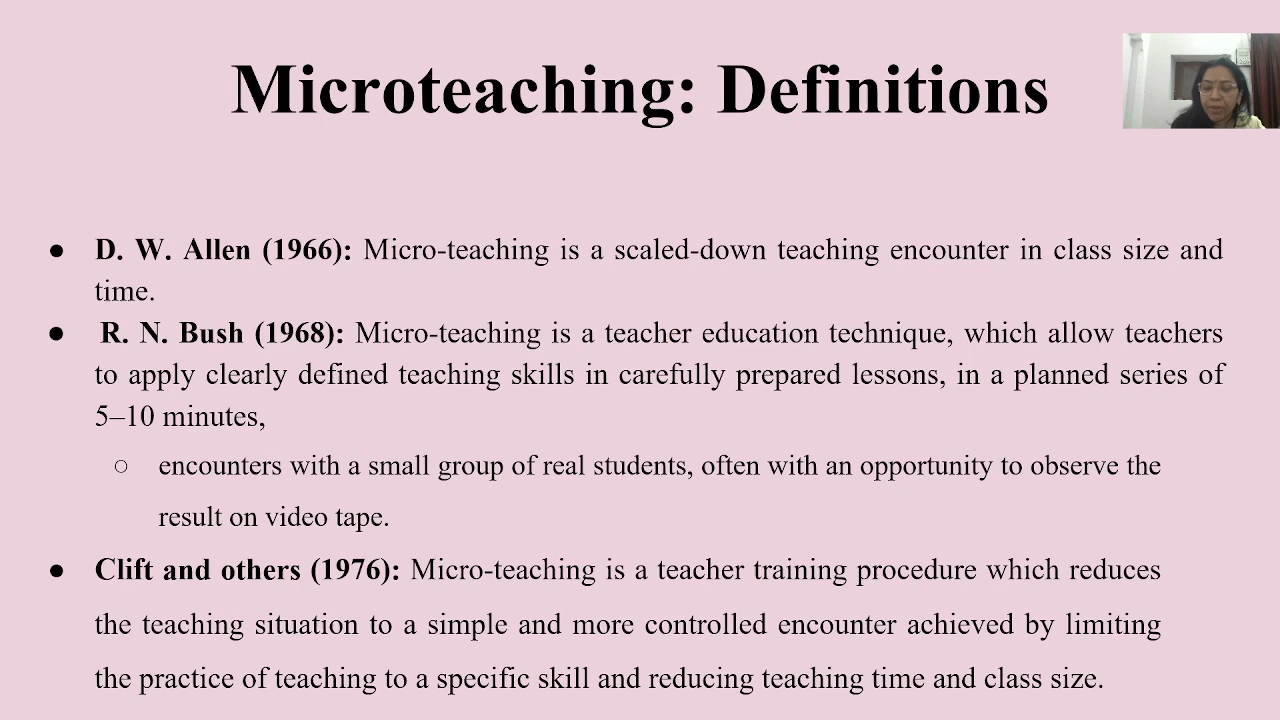 Microteaching: Definitions
● D. W. Allen (1966): Micro-teaching is a scaled-down teaching encounter in class size and
time.
● R. N. Bush (1968): Micro-teaching is a teacher education technique, which allow teachers
to apply clearly defined teaching skills in carefully prepared lessons, in a planned series of
5–10 minutes,
○ encounters with a small group of real students, often with an opportunity to observe the
result on video tape.
● Clift and others (1976): Micro-teaching is a teacher training procedure which reduces
the teaching situation to a simple and more controlled encounter achieved by limiting
the practice of teaching to a specific skill and reducing teaching time and class size.